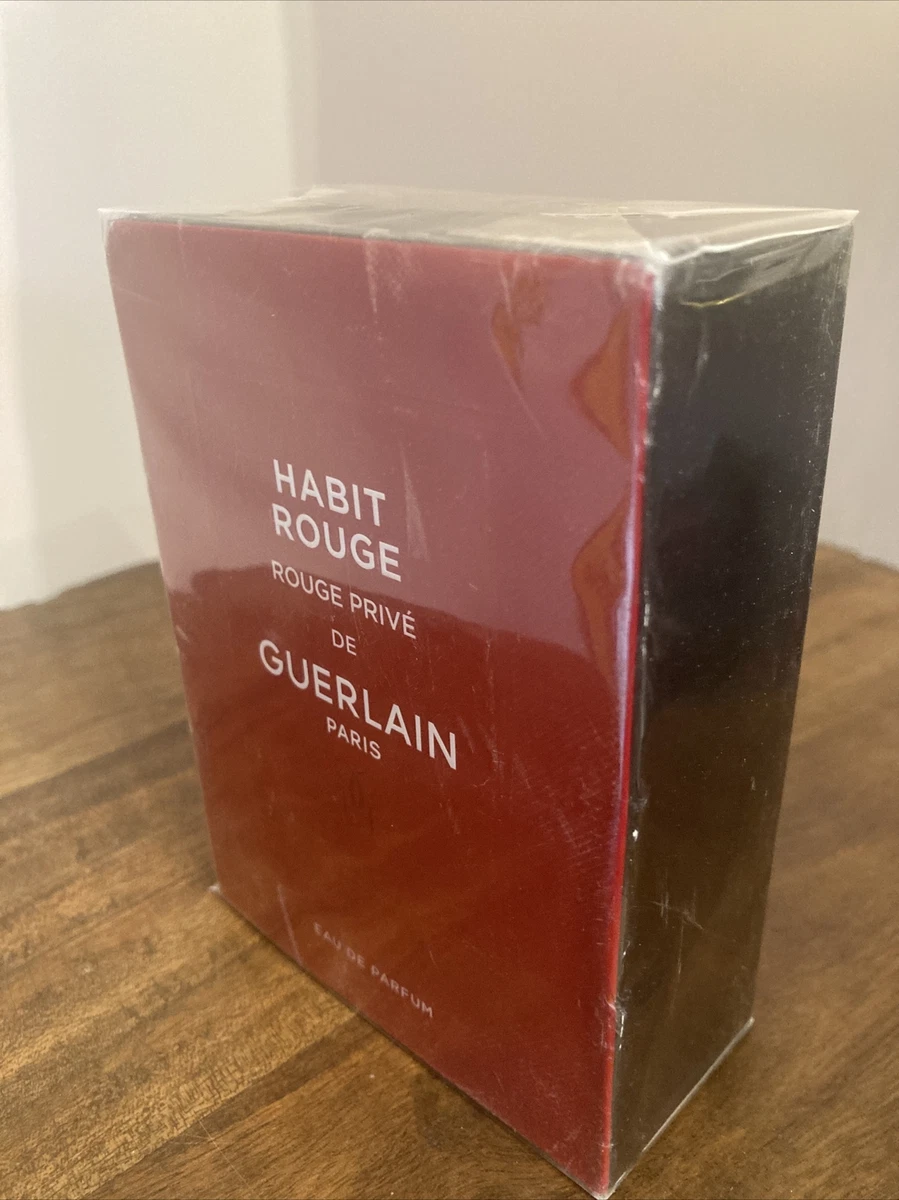 HABIT
ROUGE
ROUGE PRIVÉ
DE
GUERLAIN
PARIS
EAU DE PARFUM